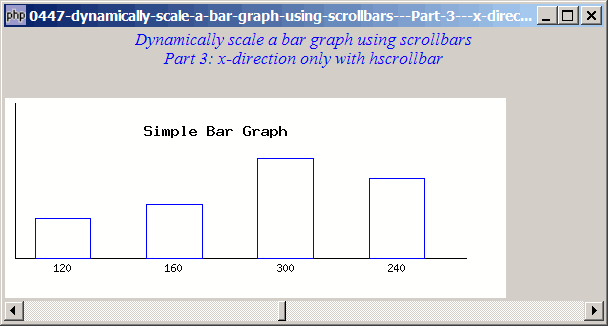 php 0447-dynamically-scale-a-bar-graph-using-scrollbars---Part-3---x-direc...
Dynamically scale a bar graph using scrollbars
Part 3: x-direction only with hscrollbar
Simple Bar Graph
120 160 300 240